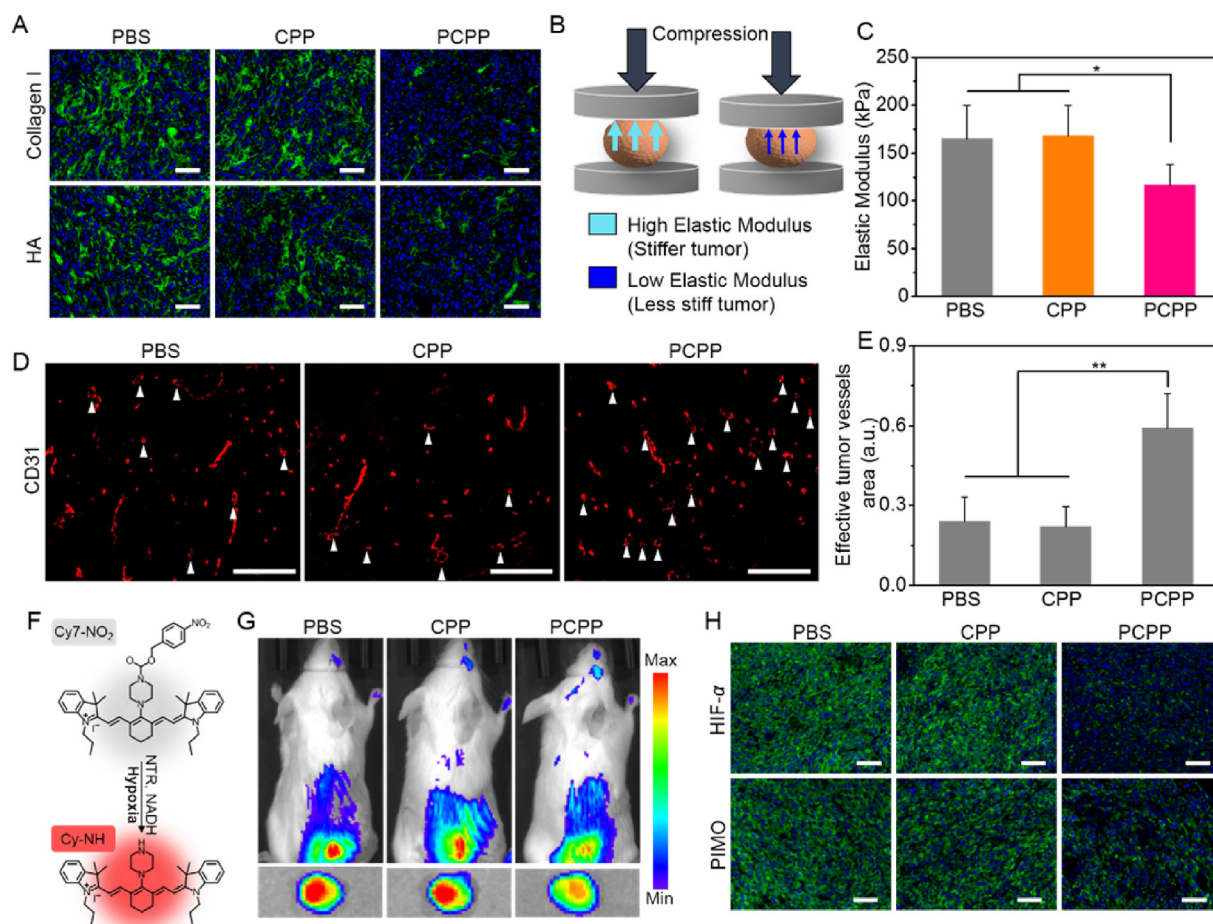 A
PBS CPP PCPP
Collagen I
HA
B
Compression
High Elastic Modulus
(Stiffer tumor)
Low Elastic Modulus
(Less stiff tumor)
C
Elastic Modulus (kPa)
250
200
150
100
50
0
*
PBS CPP PCPP
D
PBS CPP PCPP
CD31
E
Effective tumor vessels
area (a.u.)
0.9
0.6
0.3
0.0
**
PBS CPP PCPP
F
Cy7-NO₂
NO₂
O
O
N
N
N⁺
I⁻
N
NTR, NADH
Hypoxia
Cy-NH
H
N
N
N⁺
I⁻
N
G
PBS CPP PCPP
Max
Min
H
PBS CPP PCPP
HIF-α
PIMO